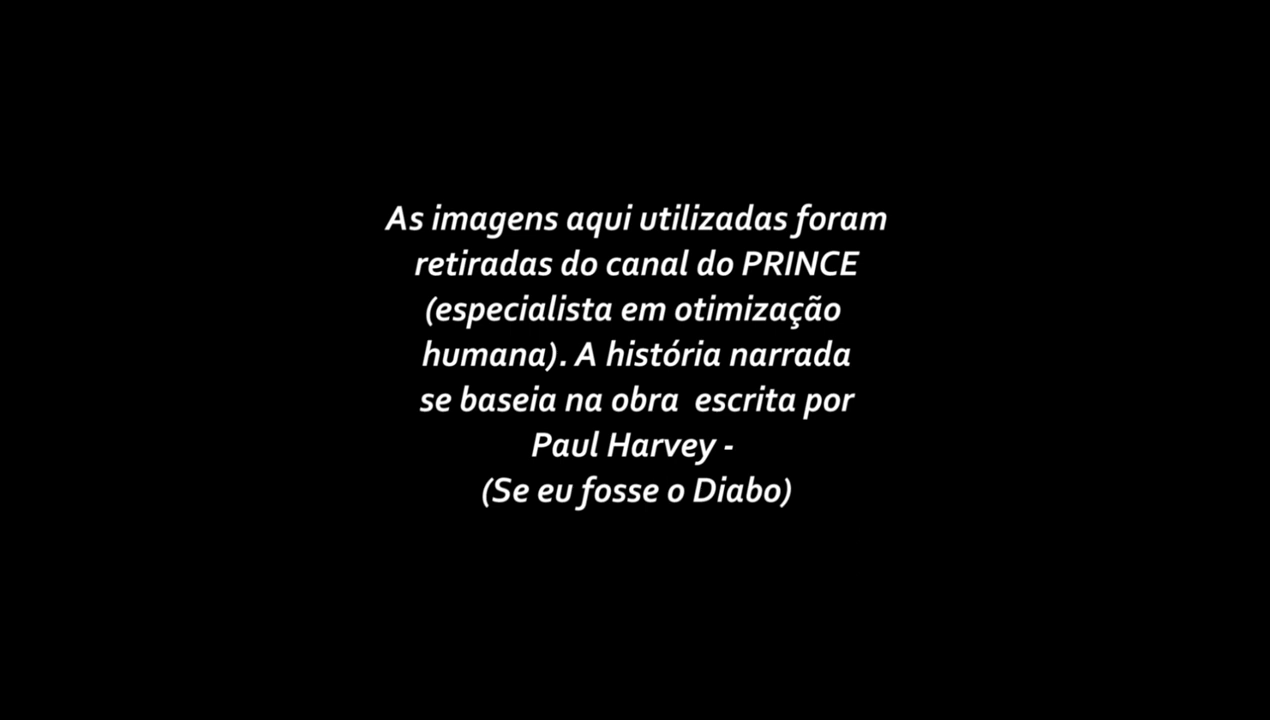 As imagens aqui utilizadas foram
retiradas do canal do PRINCE
(especialista em otimização
humana). A história narrada
se baseia na obra  escrita por
Paul Harvey -
(Se eu fosse o Diabo)